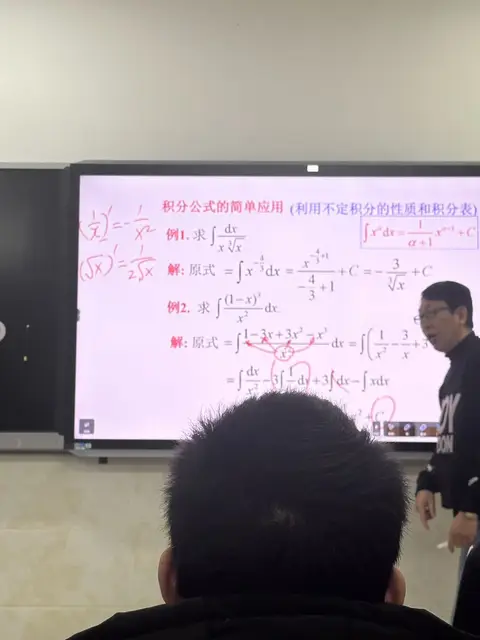 积分公式的简单应用 (利用不定积分的性质和积分表)
(1/x)' = -1/x²
(√x)' = 1/(2√x)
例1. 求∫dx/(x∛x)
∫x^α dx = 1/(α+1) x^(α+1) + C
解: 原式 = ∫x^(-4/3) dx = x^(-4/3+1)/(-4/3+1) + C = -3/∛x + C
例2. 求∫(1-x)³/x² dx
解: 原式 = ∫(1-3x+3x²-x³)/x² dx = ∫(1/x² - 3/x + 3
= ∫dx/x² - 3∫1/x dx + 3∫dx - ∫xdx